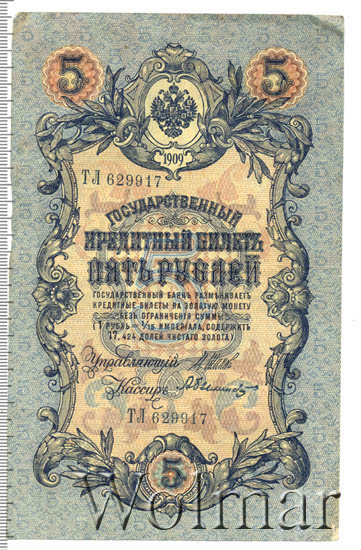 5 5
1909
ТЛ 629917
ГОСУДАРСТВЕННЫЙ
КРЕДИТНЫЙ БИЛЕТЪ
ПЯТЬ РУБЛЕЙ
ГОСУДАРСТВЕННЫЙ БАНКЪ РАЗМѢНИВАЕТЪ
КРЕДИТНЫЕ БИЛЕТЫ НА ЗОЛОТУЮ МОНЕТУ
БЕЗЪ ОГРАНИЧЕНІЯ СУММЫ
(1 РУБЛЬ = 1/15 ИМПЕРІАЛА, СОДЕРЖИТЪ
17,424 ДОЛЕЙ ЧИСТАГО ЗОЛОТА)
Управляющій
Кассиръ
ТЛ 629917
5
Wolmar